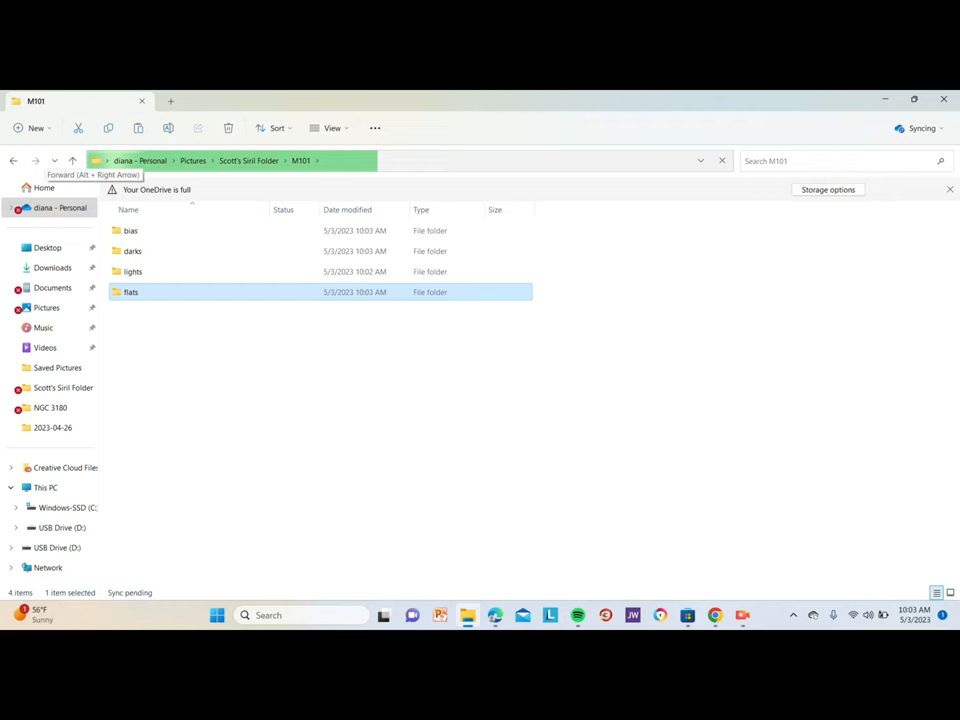 M101
New
Sort
View
Syncing
diana - Personal
Pictures
Scott's Siril Folder
M101
Search M101
Forward (Alt + Right Arrow)
Home
Your OneDrive is full
Storage options
diana - Personal
Name
Status
Date modified
Type
Size
bias
5/3/2023 10:03 AM
File folder
darks
5/3/2023 10:03 AM
File folder
lights
5/3/2023 10:02 AM
File folder
flats
5/3/2023 10:03 AM
File folder
Desktop
Downloads
Documents
Pictures
Music
Videos
Saved Pictures
Scott's Siril Folder
NGC 3180
2023-04-26
Creative Cloud Files
This PC
Windows-SSD (C:
USB Drive (D:)
USB Drive (D:)
Network
4 items
1 item selected
Sync pending
1
56°F
Sunny
Search
L
JW
10:03 AM
5/3/2023
1